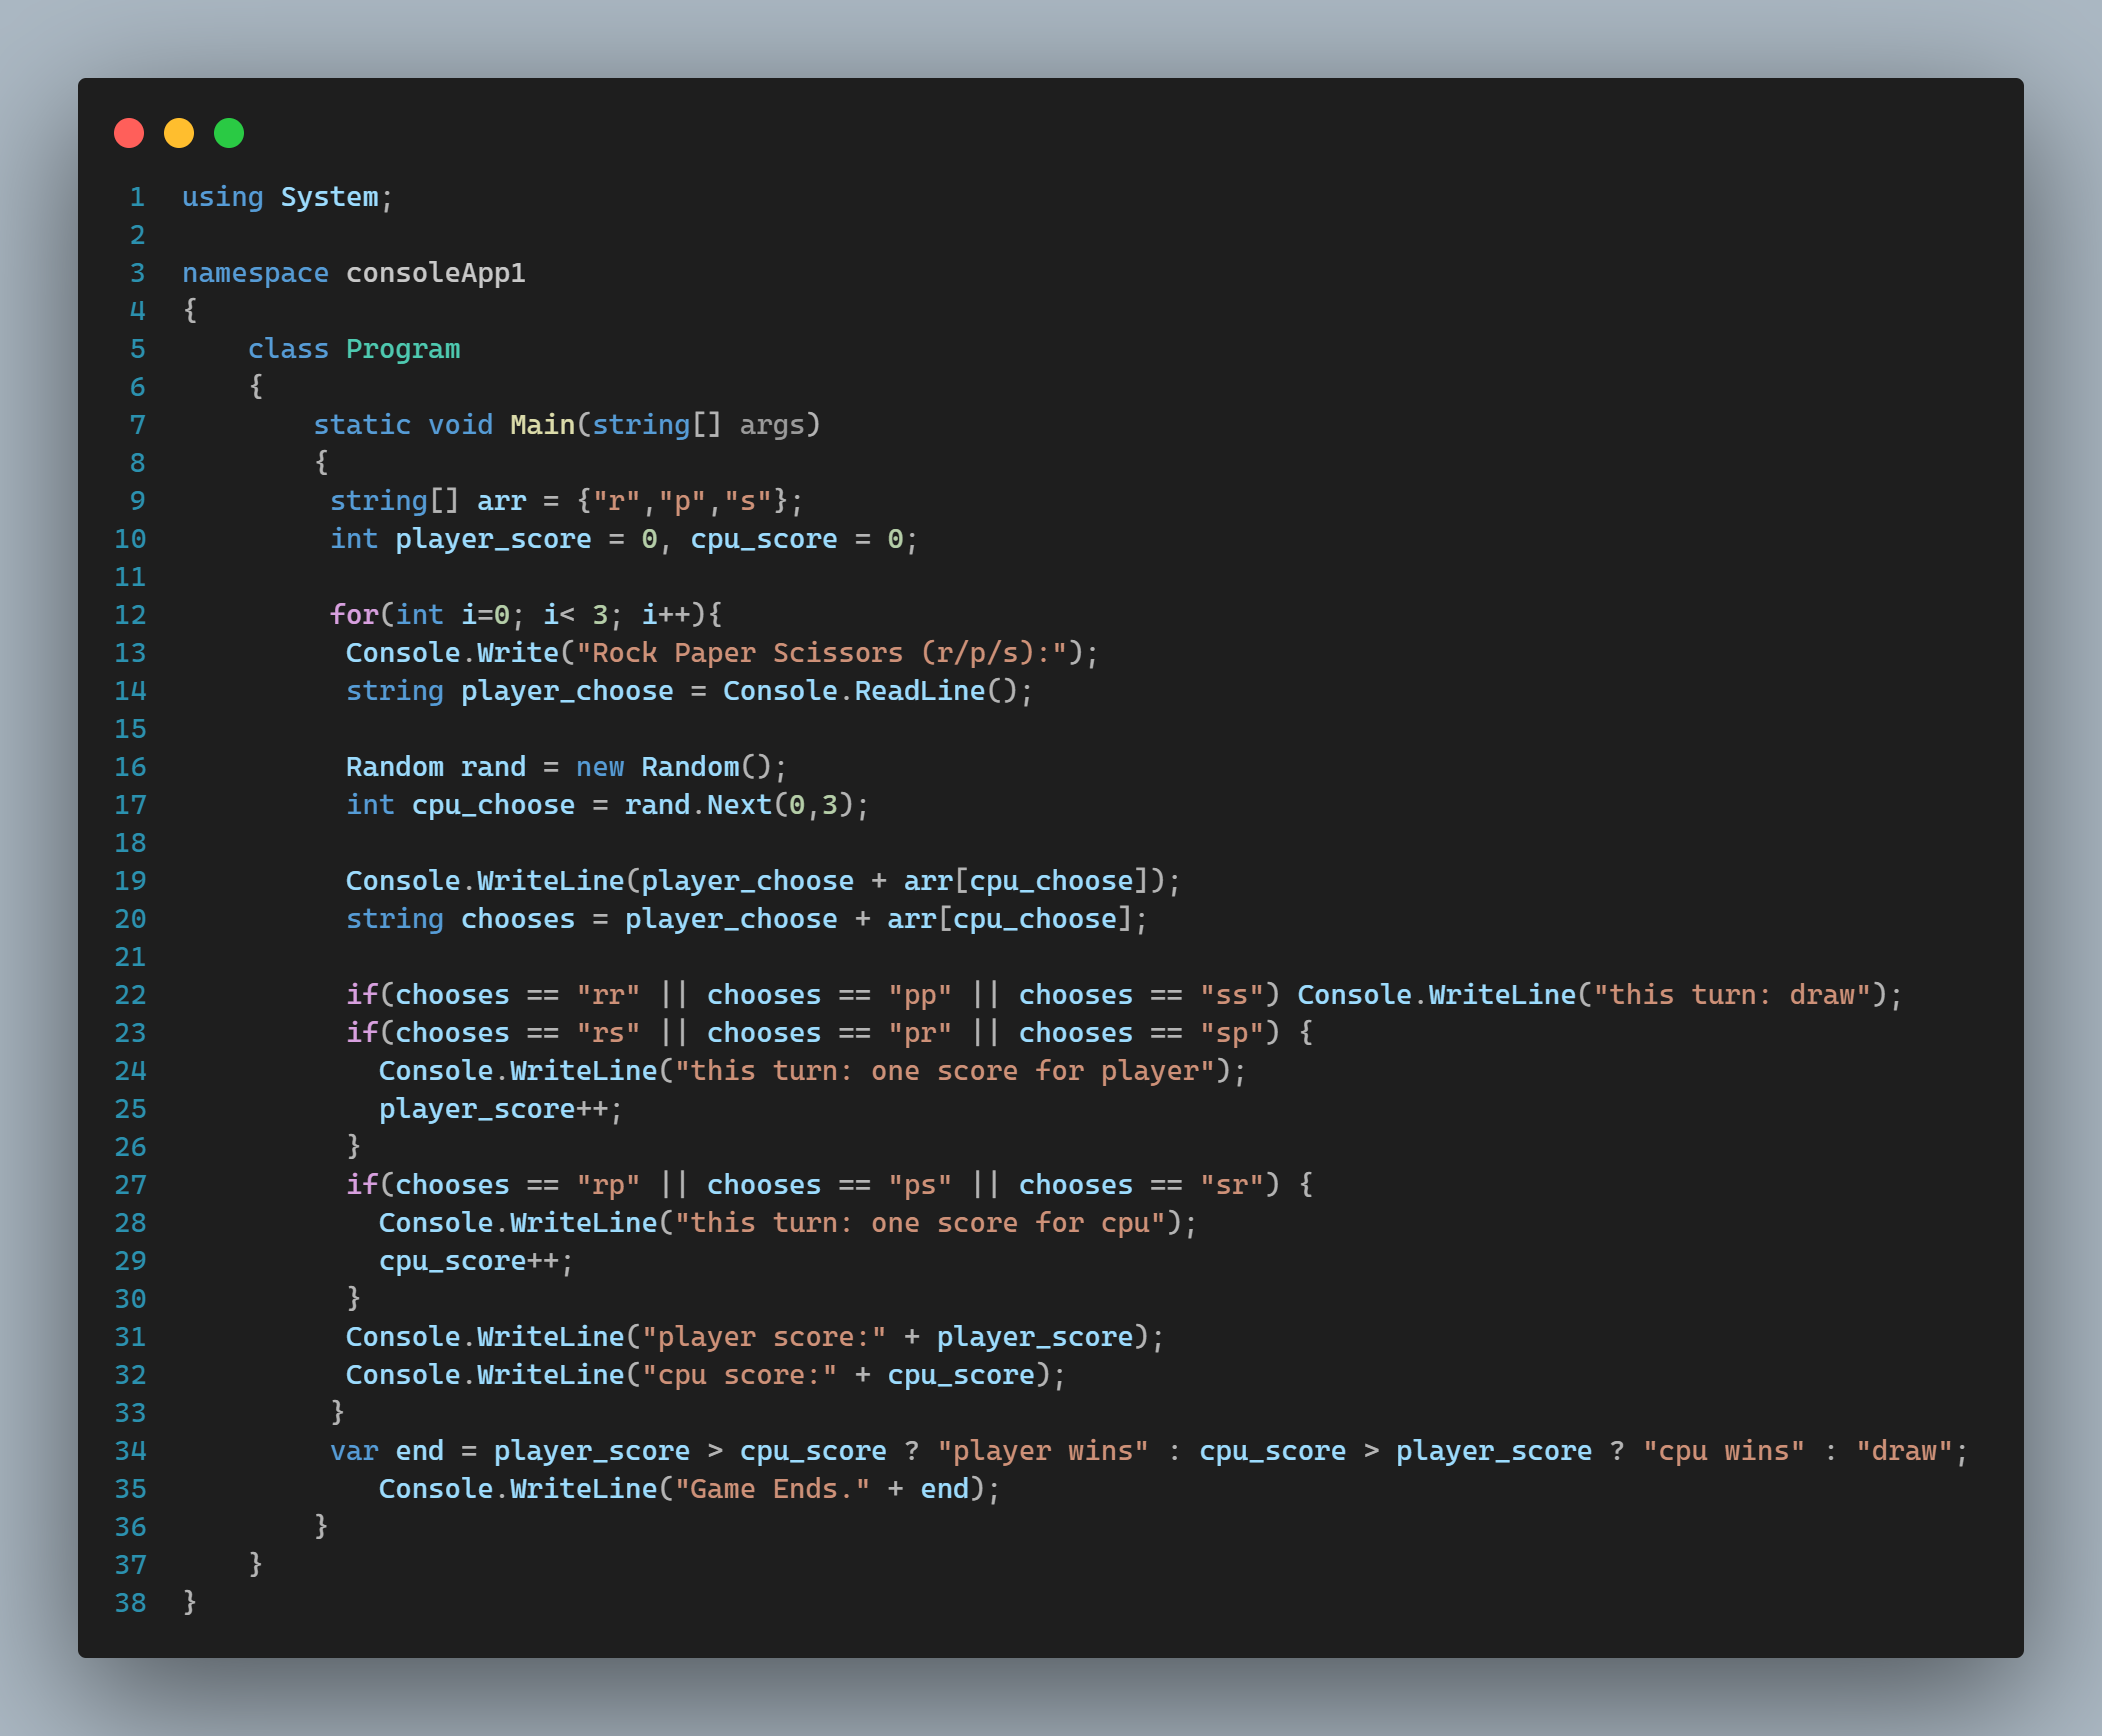 1 using System;
2
3 namespace consoleApp1
4 {
5     class Program
6     {
7         static void Main(string[] args)
8         {
9          string[] arr = {"r","p","s"};
10          int player_score = 0, cpu_score = 0;
11
12          for(int i=0; i< 3; i++){
13           Console.Write("Rock Paper Scissors (r/p/s):");
14           string player_choose = Console.ReadLine();
15
16           Random rand = new Random();
17           int cpu_choose = rand.Next(0,3);
18
19           Console.WriteLine(player_choose + arr[cpu_choose]);
20           string chooses = player_choose + arr[cpu_choose];
21
22           if(chooses == "rr" || chooses == "pp" || chooses == "ss") Console.WriteLine("this turn: draw");
23           if(chooses == "rs" || chooses == "pr" || chooses == "sp") {
24             Console.WriteLine("this turn: one score for player");
25             player_score++;
26           }
27           if(chooses == "rp" || chooses == "ps" || chooses == "sr") {
28             Console.WriteLine("this turn: one score for cpu");
29             cpu_score++;
30           }
31           Console.WriteLine("player score:" + player_score);
32           Console.WriteLine("cpu score:" + cpu_score);
33          }
34          var end = player_score > cpu_score ? "player wins" : cpu_score > player_score ? "cpu wins" : "draw";
35             Console.WriteLine("Game Ends." + end);
36         }
37     }
38 }